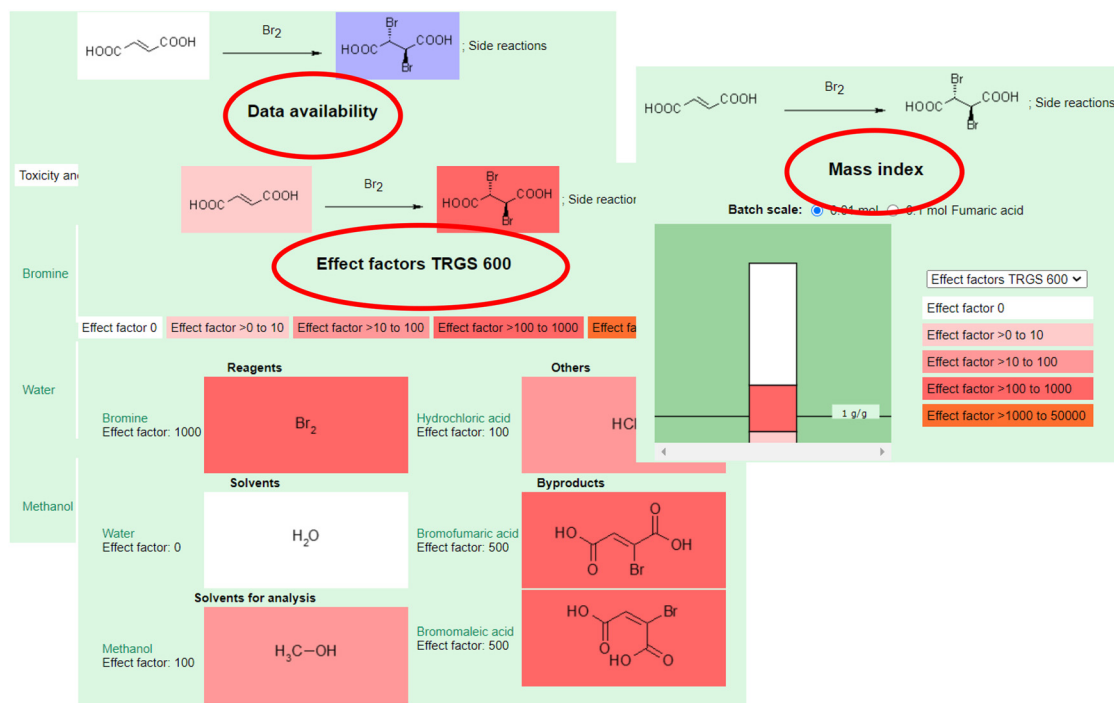 HOOC
COOH
Br2
Br
HOOC
COOH
Br
; Side reactions
Data availability
Toxicity an
Bromine
Water
Methanol
HOOC
COOH
Br2
Br
HOOC
COOH
Br
; Side reaction
Effect factors TRGS 600
Effect factor 0
Effect factor >0 to 10
Effect factor >10 to 100
Effect factor >100 to 1000
Effect fa
Reagents
Bromine
Effect factor: 1000
Br2
Others
Hydrochloric acid
Effect factor: 100
HCl
Solvents
Water
Effect factor: 0
H2O
Byproducts
Bromofumaric acid
Effect factor: 500
HO
O
O
OH
Br
Solvents for analysis
Methanol
Effect factor: 100
H3C–OH
Bromomaleic acid
Effect factor: 500
HO
Br
O
HO
O
HOOC
COOH
Br2
Br
HOOC
COOH
Br
; Side reactions
Mass index
Batch scale: 0.01 mol 0.1 mol Fumaric acid
1 g/g
Effect factors TRGS 600
Effect factor 0
Effect factor >0 to 10
Effect factor >10 to 100
Effect factor >100 to 1000
Effect factor >1000 to 50000